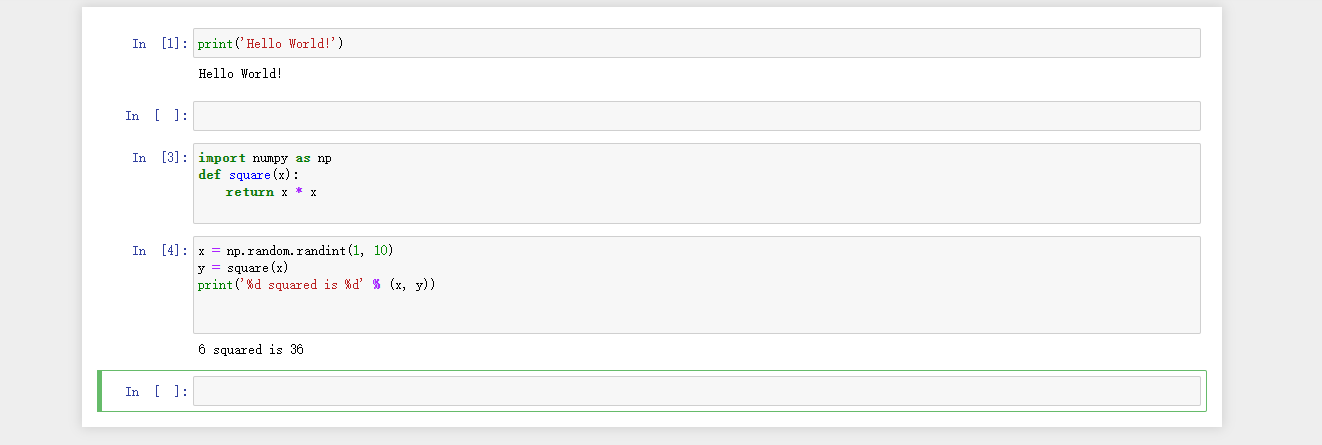 In [1]: print('Hello World!')
Hello World!
In [ ]:
In [3]: import numpy as np
def square(x):
    return x * x
In [4]: x = np.random.randint(1, 10)
y = square(x)
print('%d squared is %d' % (x, y))
6 squared is 36
In [ ]: